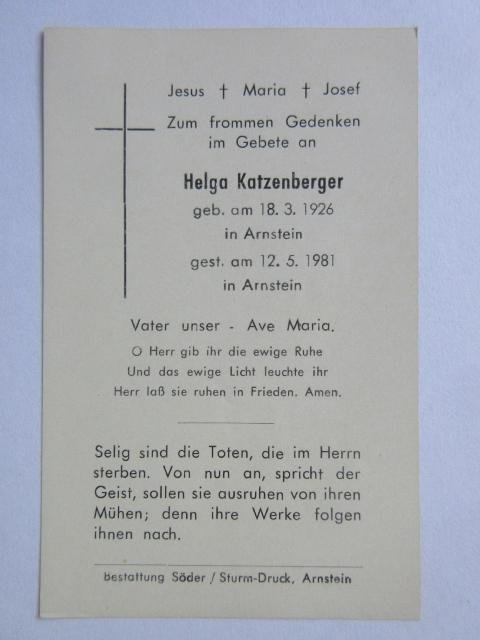 Jesus † Maria † Josef
Zum frommen Gedenken
im Gebete an
Helga Katzenberger
geb. am 18. 3. 1926
in Arnstein
gest. am 12. 5. 1981
in Arnstein
Vater unser - Ave Maria.
O Herr gib ihr die ewige Ruhe
Und das ewige Licht leuchte ihr
Herr laß sie ruhen in Frieden. Amen.
Selig sind die Toten, die im Herrn
sterben. Von nun an, spricht der
Geist, sollen sie ausruhen von ihren
Mühen; denn ihre Werke folgen
ihnen nach.
Bestattung Söder / Sturm-Druck, Arnstein